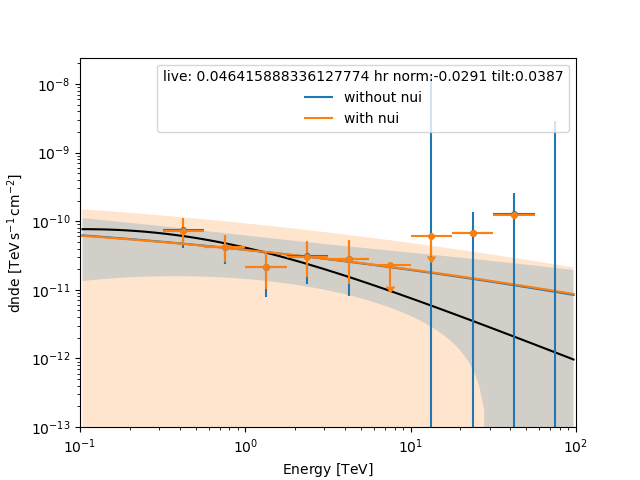 live: 0.046415888336127774 hr norm:-0.0291 tilt:0.0387
without nui
with nui
10⁻⁸
10⁻⁹
10⁻¹⁰
10⁻¹¹
10⁻¹²
10⁻¹³
dnde [TeV s⁻¹ cm⁻²]
10⁻¹ 10⁰ 10¹ 10²
Energy [TeV]